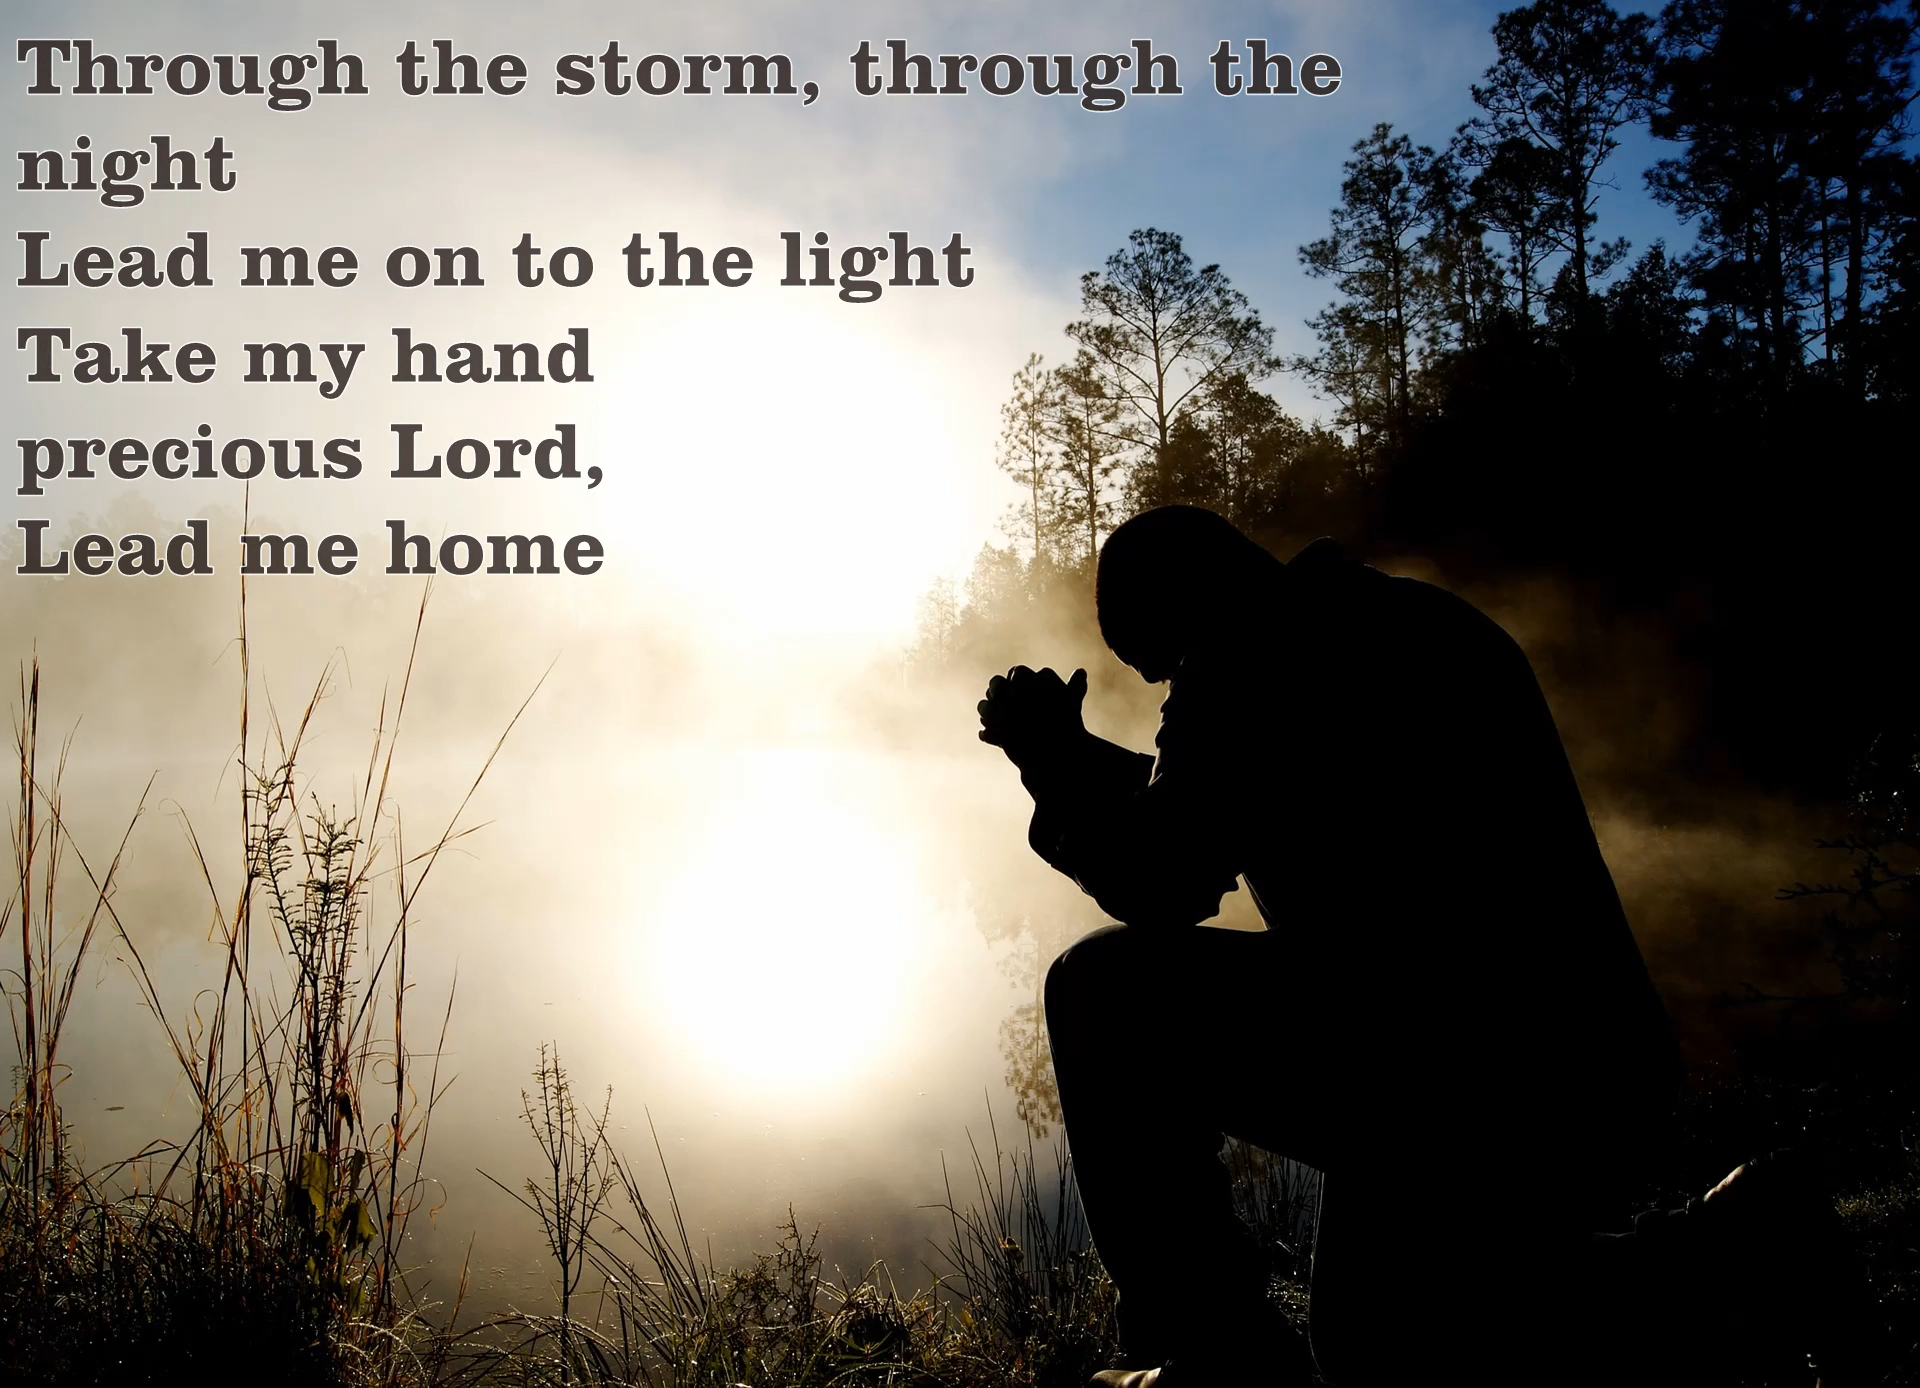 Through the storm, through the
night
Lead me on to the light
Take my hand
precious Lord,
Lead me home